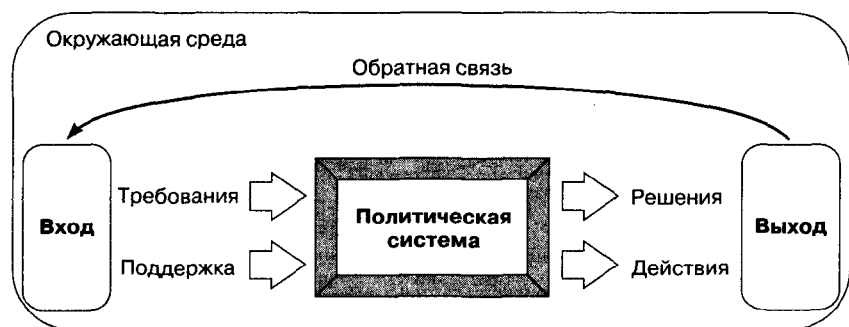 Окружающая среда
Обратная связь
Вход
Требования
Поддержка
Политическая
система
Решения
Действия
Выход